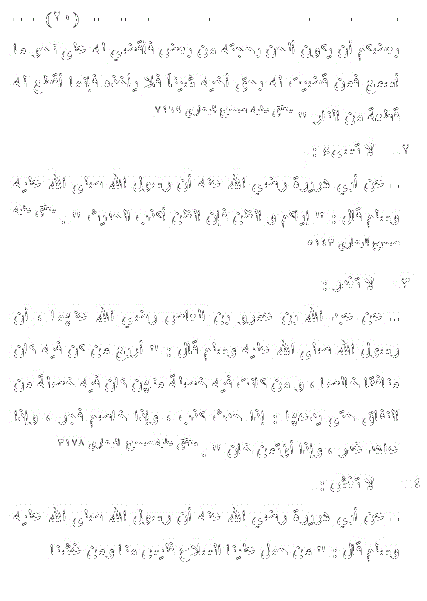 (٢٠)
بعضكم أن يكون ألحن بحجته من بعض فأقضي له على نحو ما
أسمع فمن قضيت له بحق أخيه شيئاً فلا يأخذه فإنما أقطع له
قطعة من النار " متفق عليه صحيح البخاري ٧١٦٩
٢. لا تسيء :
.. عن أبي هريرة رضي الله عنه أن رسول الله صلى الله عليه
وسلم قال : " إياكم و الظن فإن الظن أكذب الحديث " . متفق عليه
صحيح البخاري ٥١٤٣
٣. لا تغدر :
.. عن عبد الله بن عمرو بن العاص رضي الله عنهما ، أن
رسول الله صلى الله عليه وسلم قال : " أربع من كن فيه كان
منافقا خالصا ، و من كانت فيه خصلة منهن كان فيه خصلة من
النفاق حتى يدعها : إذا حدث كذب ، وإذا خاصم فجر ، وإذا
عاهد غدر ، وإذا أؤتمن خان " . متفق عليه صحيح البخاري ٣١٧٨
٤. لا تغش :
.. عن أبي هريرة رضي الله عنه أن رسول الله صلى الله عليه
وسلم قال : " من حمل علينا السلاح فليس منا ومن غشنا